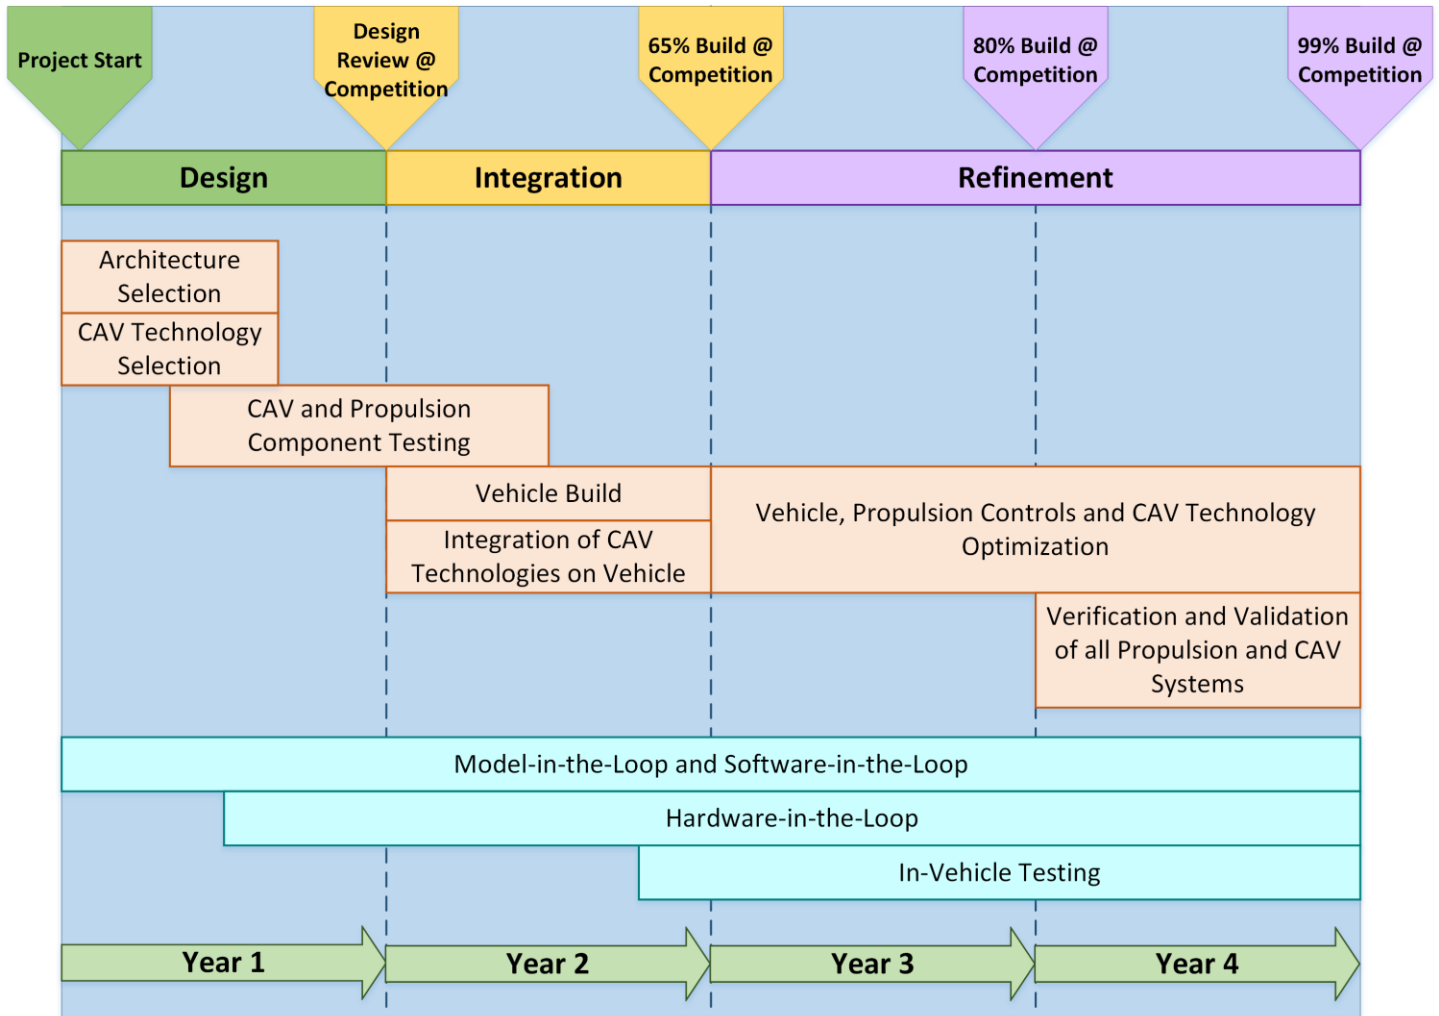 Project Start
Design
Review @
Competition
65% Build @
Competition
80% Build @
Competition
99% Build @
Competition
Design
Integration
Refinement
Architecture
Selection
CAV Technology
Selection
CAV and Propulsion
Component Testing
Vehicle Build
Integration of CAV
Technologies on Vehicle
Vehicle, Propulsion Controls and CAV Technology
Optimization
Verification and Validation
of all Propulsion and CAV
Systems
Model-in-the-Loop and Software-in-the-Loop
Hardware-in-the-Loop
In-Vehicle Testing
Year 1
Year 2
Year 3
Year 4